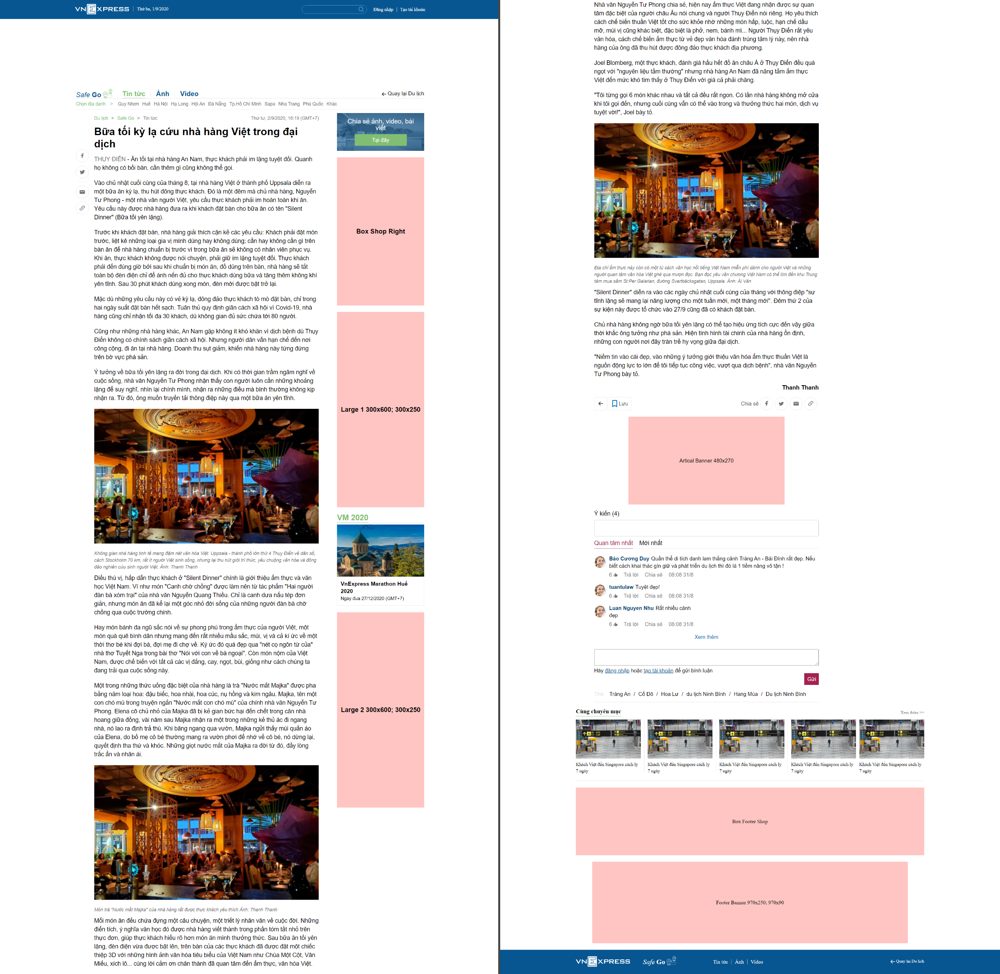 VNEXPRESS | Thứ ba, 1/9/2020
Đăng nhập | Tạo tài khoản
Safe Go Tin tức Ảnh Video
Quay lại Du lịch
Chọn địa danh > Quy Nhơn Huế Hà Nội Hạ Long Hội An Đà Nẵng Tp.Hồ Chí Minh Sapa Nha Trang Phú Quốc Khác
Du lịch > Safe Go > Tin tức
Thứ tư, 2/9/2020, 16:19 (GMT+7)
Bữa tối kỳ lạ cứu nhà hàng Việt trong đại
dịch
THỤY ĐIỂN - Ăn tối tại nhà hàng An Nam, thực khách phải im lặng tuyệt đối. Quanh
họ không có bồi bàn, cần thêm gì cũng không thể gọi.
Vào chủ nhật cuối cùng của tháng 8, tại nhà hàng Việt ở thành phố Uppsala diễn ra
một bữa ăn kỳ lạ, thu hút đông thực khách. Đó là một đêm mà chủ nhà hàng, Nguyễn
Tư Phong - một nhà văn người Việt, yêu cầu thực khách phải im hoàn toàn khi ăn.
Yêu cầu này được nhà hàng đưa ra khi khách đặt bàn cho bữa ăn có tên "Silent
Dinner" (Bữa tối yên lặng).
Trước khi khách đặt bàn, nhà hàng giải thích cặn kẽ các yêu cầu: Khách phải đặt món
trước, liệt kê những loại gia vị mình dùng hay không dùng; cần hay không cần gì trên
bàn ăn để nhà hàng chuẩn bị trước vì trong bữa ăn sẽ không có nhân viên phục vụ.
Khi ăn, thực khách không được nói chuyện, phải giữ im lặng tuyệt đối. Thực khách
phải đến đúng giờ bởi sau khi chuẩn bị món ăn, đồ dùng trên bàn, nhà hàng sẽ tắt
toàn bộ đèn điện chỉ để ánh nến đủ cho thực khách dùng bữa và tăng thêm không khí
yên tĩnh. Sau 30 phút khách dùng xong món, đèn mới được bật trở lại.
Mặc dù những yêu cầu này có vẻ kỳ lạ, đông đảo thực khách tò mò đặt bàn, chỉ trong
hai ngày suất đặt bàn hết sạch. Tuân thủ quy định giãn cách xã hội vì Covid-19, nhà
hàng cũng chỉ nhận tối đa 30 khách, dù không gian đủ sức chứa tới 80 người.
Cũng như những nhà hàng khác, An Nam gặp không ít khó khăn vì dịch bệnh dù Thụy
Điển không có chính sách giãn cách xã hội. Nhưng người dân vẫn hạn chế đến nơi
công cộng, đi ăn tại nhà hàng. Doanh thu sụt giảm, khiến nhà hàng này từng đứng
trên bờ vực phá sản.
Ý tưởng về bữa tối yên lặng ra đời trong đại dịch. Khi có thời gian trầm ngâm nghĩ về
cuộc sống, nhà văn Nguyễn Tư Phong nhận thấy con người luôn cần những khoảng
lặng để suy nghĩ, nhìn lại chính mình, nhận ra những điều mà bình thường không kịp
nhận ra. Từ đó, ông muốn truyền tải thông điệp này qua một bữa ăn yên tĩnh.
Không gian nhà hàng tinh tế mang đậm nét văn hóa Việt. Uppsala - thành phố lớn thứ 4 Thụy Điển về dân số,
cách Stockholm 70 km, rất ít người Việt sinh sống, nhưng lại thu hút giới trí thức, yêu chuộng văn hóa và đông
đảo nghiên cứu sinh người Việt. Ảnh: Thanh Thanh
Điều thú vị, hấp dẫn thực khách ở "Silent Dinner" chính là giới thiệu ẩm thực và văn
học Việt Nam. Ví như món "Canh chờ chồng" được làm nên từ tác phẩm "Hai người
đàn bà xóm trại" của nhà văn Nguyễn Quang Thiều. Chỉ là canh dưa nấu tép đơn
giản, nhưng món ăn đã kể lại một góc nhỏ đời sống của những người đàn bà chờ
chồng qua cuộc trường chinh.
Hay món bánh đa ngũ sắc nói về sự phong phú trong ẩm thực của người Việt, một
món quà quê bình dân nhưng mang đến rất nhiều mầu sắc, mùi, vị và cả kí ức về một
thời thơ bé khi đợi bà, đợi mẹ đi chợ về. Ký ức đó quá đẹp qua "nét cọ ngôn từ của"
nhà thơ Tuyết Nga trong bài thơ "Nói với con về bà ngoại". Còn món nộm của Việt
Nam, được chế biến với tất cả các vị đắng, cay, ngọt, bùi, giống như cách chúng ta
đang trải qua cuộc sống này.
Một trong những thức uống đặc biệt của nhà hàng là trà "Nước mắt Majka" được pha
bằng năm loại hoa: đậu biếc, hoa nhài, hoa cúc, nụ hồng và kim ngâu. Majka, tên một
con chó mù trong truyện ngắn "Nước mắt con chó mù" của chính nhà văn Nguyễn Tư
Phong. Elena cô chủ nhỏ của Majka đã bị kẻ gian bức hại đến chết trong căn nhà
hoang giữa đồng, vài năm sau Majka nhận ra một trong những kẻ thủ ác đi ngang
nhà, nó lao ra định trả thù. Khi băng ngang qua vườn, Majka ngửi thấy mùi quần áo
của Elena, do bố mẹ cô bé thường mang ra vườn phơi để nhớ về cô bé, nó dừng lại,
quyết định tha thứ và khóc. Những giọt nước mắt của Majka ra đời từ đó, đầy lòng
trắc ẩn và nhân ái.
Món trà "Nước mắt Majka" của nhà hàng rất được thực khách yêu thích Ảnh: Thanh Thanh
Mỗi món ăn đều chứa đựng một câu chuyện, một triết lý nhân văn về cuộc đời. Những
điển tích, ý nghĩa văn học đó được nhà hàng viết thành trong phần tóm tắt nhỏ trên
thực đơn, giúp thực khách hiểu rõ hơn món ăn mình thưởng thức. Sau bữa ăn tối yên
lặng, đèn điện vừa được bật lên, trên bàn của các thực khách đã được đặt một chiếc
thiệp 3D với những hình ảnh văn hóa tiêu biểu của Việt Nam như Chùa Một Cột, Văn
Miếu, xích lô... cùng lời cảm ơn chân thành đã quan tâm đến ẩm thực, văn hóa Việt.
Chia sẻ ảnh, video, bài
viết
Tại đây
Box Shop Right
Large 1 300x600; 300x250
VM 2020
VnExpress Marathon Huế
2020
Ngày đua 27/12/2020 (GMT+7)
Large 2 300x600; 300x250
Nhà văn Nguyễn Tư Phong chia sẻ, hiện nay ẩm thực Việt đang nhận được sự quan
tâm đặc biệt của người châu Âu nói chung và người Thụy Điển nói riêng. Họ yêu thích
cách chế biến thuần Việt tốt cho sức khỏe nhờ những món hấp, luộc, hạn chế dầu
mỡ, mùi vị cũng khác biệt, đặc biệt là phở, nem, bánh mì... Người Thụy Điển rất yêu
văn hóa, cách chế biến ẩm thực từ vẻ đẹp văn hóa đánh trúng tâm lý này, nên nhà
hàng của ông đã thu hút được đông đảo thực khách địa phương.
Joel Blomberg, một thực khách, đánh giá hầu hết đồ ăn châu Á ở Thụy Điển đều quá
ngọt với "nguyên liệu tầm thường" nhưng nhà hàng An Nam đã nâng tầm ẩm thực
Việt đến mức khó tìm thấy ở Thụy Điển với giá cả phải chăng.
"Tôi từng gọi 6 món khác nhau và tất cả đều rất ngon. Có lần nhà hàng không mở cửa
khi tôi gọi đến, nhưng cuối cùng vẫn có thể vào trong và thưởng thức hai món, dịch vụ
tuyệt vời!", Joel bày tỏ.
Địa chỉ ẩm thực này còn có một tủ sách văn học nổi tiếng Việt Nam miễn phí dành cho người Việt và những
người quan tâm văn hóa Việt ghé qua mượn đọc. Bạn đọc yêu văn chương Việt Nam có thể tìm đến khu Trung
tâm mua sắm St:Per Galarian, đường Svartbäcksgatan, Uppsala. Ảnh: Ái Vân
"Silent Dinner" diễn ra vào các ngày chủ nhật cuối cùng của tháng với thông điệp "sự
tĩnh lặng sẽ mang lại năng lượng cho một tuần mới, một tháng mới". Đêm thứ 2 của
sự kiện này được tổ chức vào 27/9 cũng đã có khách đặt bàn.
Chủ nhà hàng không ngờ bữa tối yên lặng có thể tạo hiệu ứng tích cực đến vậy giữa
thời khắc ông tưởng như phá sản. Hiện tình hình tài chính của nhà hàng ổn định,
những con người nơi đây tràn trề hy vọng giữa đại dịch.
"Niềm tin vào cái đẹp, vào những ý tưởng giới thiệu văn hóa ẩm thực thuần Việt là
nguồn động lực to lớn để tôi tiếp tục công việc, vượt qua dịch bệnh", nhà văn Nguyễn
Tư Phong bày tỏ.
Thanh Thanh
Lưu
Chia sẻ
Artical Banner 480x270
Ý kiến (4)
Quan tâm nhất Mới nhất
Bảo Cương Duy Quần thể di tích danh lam thắng cảnh Tràng An - Bái Đính rất đẹp. Nếu
biết cách khai thác gìn giữ và phát triển du lịch thì đó là 1 tiềm năng vô tận !
6 Trả lời Chia sẻ 08:08 31/8
tuantulaw Tuyệt đẹp!
6 Trả lời Chia sẻ 08:08 31/8
Luan Nguyen Nhu Rất nhiều cảnh
đẹp
6 Trả lời Chia sẻ 08:08 31/8
Xem thêm
Hãy đăng nhập hoặc tạo tài khoản để gửi bình luận
Gửi
Thẻ: Tràng An / Cố Đô / Hoa Lư / du lịch Ninh Bình / Hang Múa / Du lịch Ninh Bình
Cùng chuyên mục
Xem thêm >>
B1 - B10
C1 - C26
Khách Việt đến Singapore cách ly
7 ngày
Khách Việt đến Singapore cách ly
7 ngày
Khách Việt đến Singapore cách ly
7 ngày
Khách Việt đến Singapore cách ly
7 ngày
Khách Việt đến Singapore cách ly
7 ngày
Box Footer Shop
Footer Banner 970x250; 970x90
VNEXPRESS Safe Go Tin tức | Ảnh | Video
Quay lại Du lịch